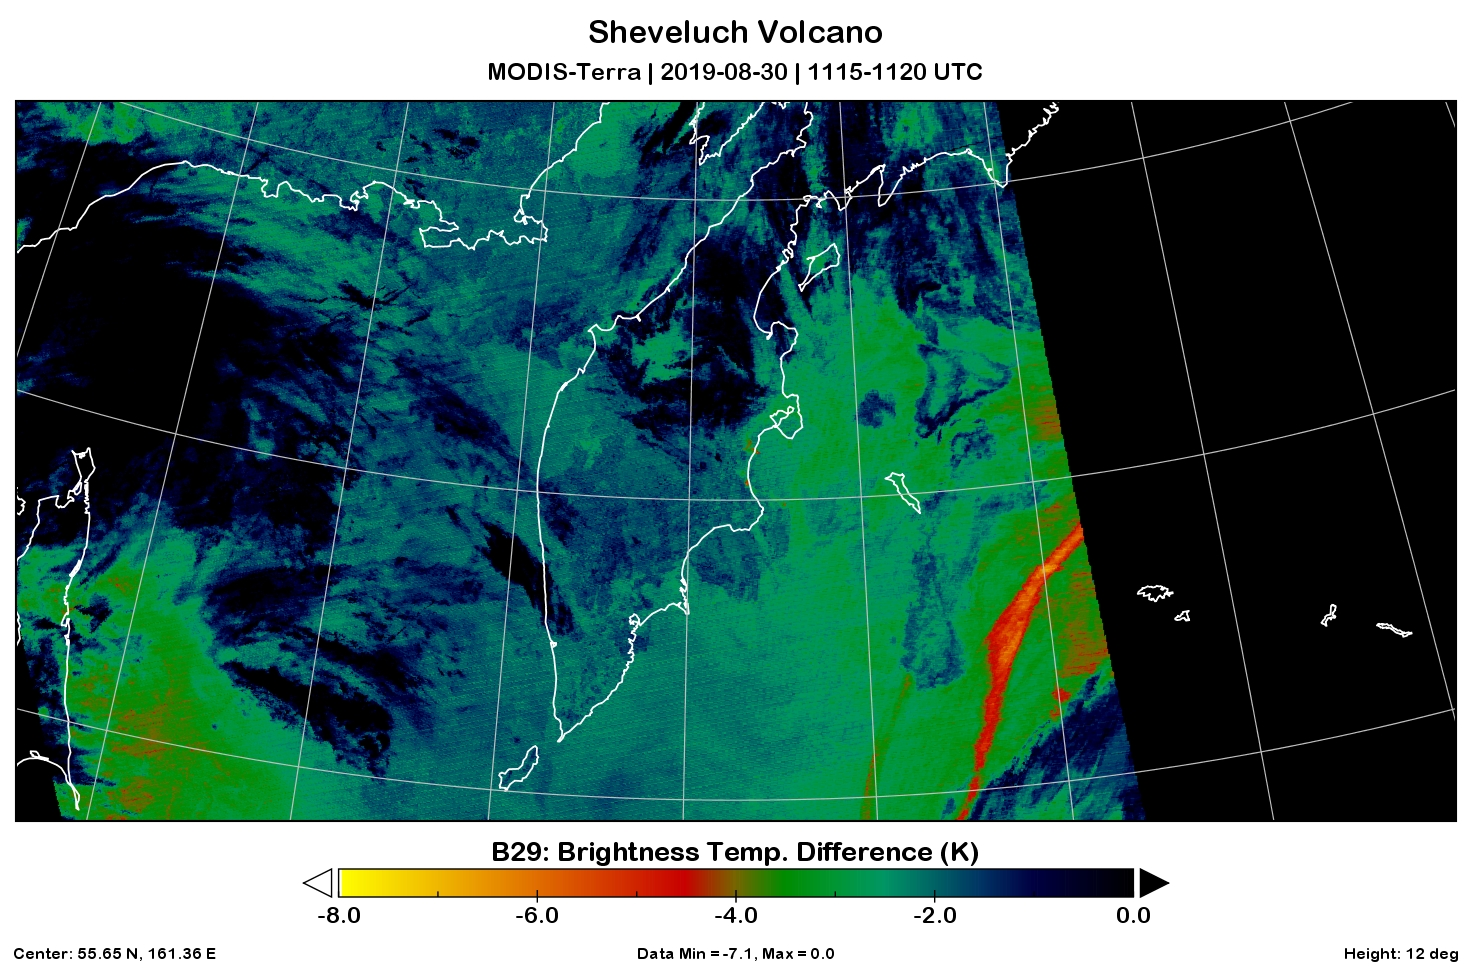 Sheveluch Volcano
MODIS-Terra | 2019-08-30 | 1115-1120 UTC
B29: Brightness Temp. Difference (K)
-8.0 -6.0 -4.0 -2.0 0.0
Center: 55.65 N, 161.36 E Data Min = -7.1, Max = 0.0 Height: 12 deg